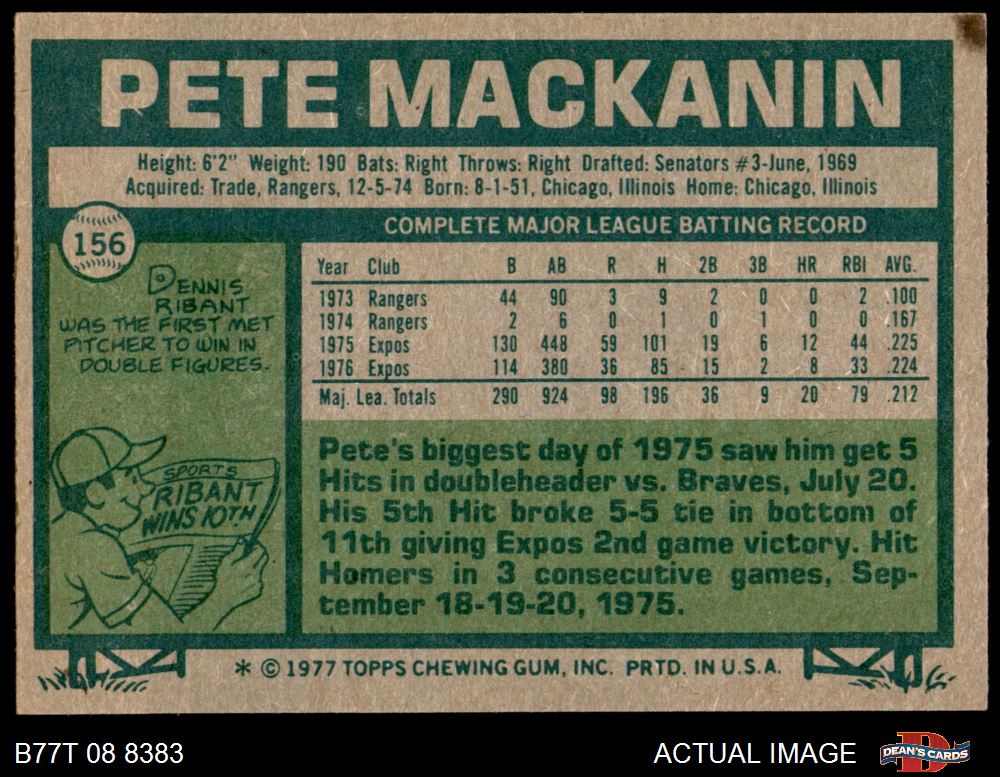 PETE MACKANIN
Height: 6'2" Weight: 190 Bats: Right Throws: Right Drafted: Senators #3-June, 1969
Acquired: Trade, Rangers, 12-5-74 Born: 8-1-51, Chicago, Illinois Home: Chicago, Illinois
156
DENNIS
RIBANT
WAS THE FIRST MET
PITCHER TO WIN IN
DOUBLE FIGURES.
SPORTS
RIBANT
WINS 10TH
COMPLETE MAJOR LEAGUE BATTING RECORD
Year Club B AB R H 2B 3B HR RBI AVG.
1973 Rangers 44 90 3 9 2 0 0 2 .100
1974 Rangers 2 6 0 1 0 1 0 0 .167
1975 Expos 130 448 59 101 19 6 12 44 .225
1976 Expos 114 380 36 85 15 2 8 33 .224
Maj. Lea. Totals 290 924 98 196 36 9 20 79 .212
Pete's biggest day of 1975 saw him get 5
Hits in doubleheader vs. Braves, July 20.
His 5th Hit broke 5-5 tie in bottom of
11th giving Expos 2nd game victory. Hit
Homers in 3 consecutive games, Sep-
tember 18-19-20, 1975.
* © 1977 TOPPS CHEWING GUM, INC. PRTD. IN U.S.A.
B77T 08 8383
ACTUAL IMAGE
D
DEAN'S CARDS